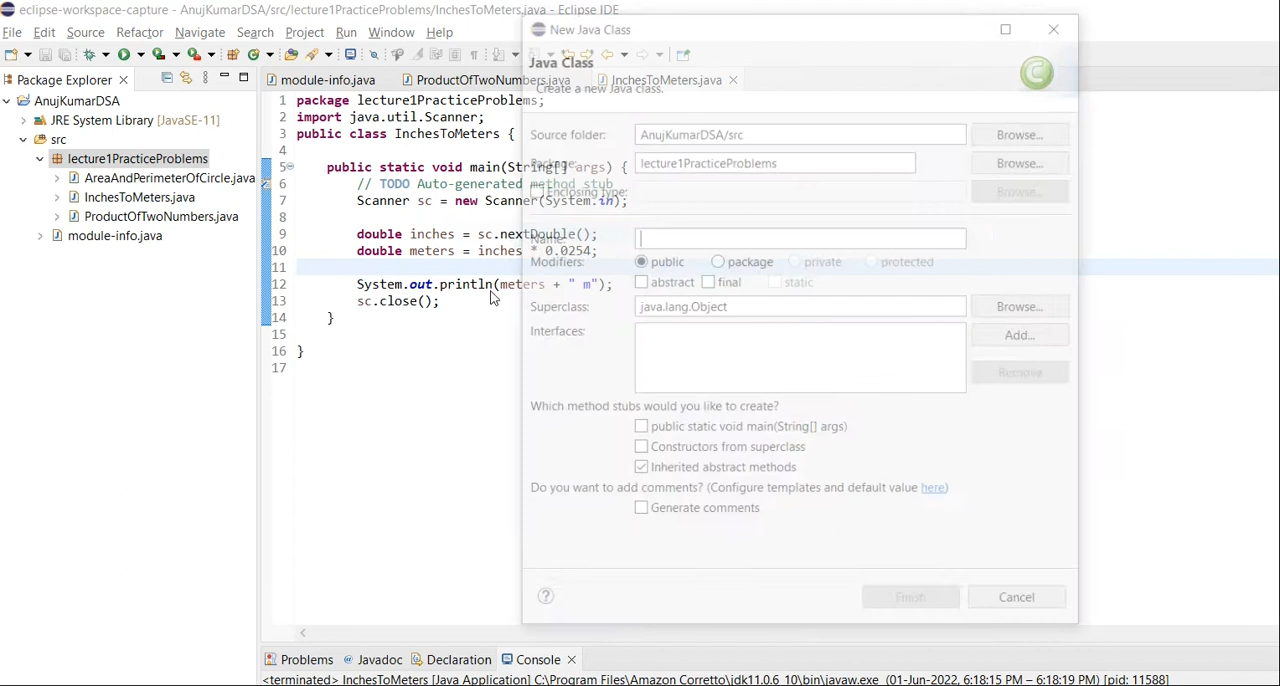 eclipse-workspace-capture - AnujKumarDSA/src/lecture1PracticeProblems/InchesToMeters.java - Eclipse IDE
File Edit Source Refactor Navigate Search Project Run Window Help
Package Explorer
module-info.java
ProductOfTwoNumbers.java
InchesToMeters.java
AnujKumarDSA
JRE System Library [JavaSE-11]
src
lecture1PracticeProblems
AreaAndPerimeterOfCircle.java
InchesToMeters.java
ProductOfTwoNumbers.java
module-info.java
1 package lecture1PracticeProblems;
2 import java.util.Scanner;
3 public class InchesToMeters {
4
5 public static void main(String[] args) {
6 // TODO Auto-generated method stub
7 Scanner sc = new Scanner(System.in);
8
9 double inches = sc.nextDouble();
10 double meters = inches * 0.0254;
11
12 System.out.println(meters + " m");
13 sc.close();
14 }
15
16 }
17
New Java Class
Java Class
Create a new Java class.
Source folder: AnujKumarDSA/src Browse...
Package: lecture1PracticeProblems Browse...
Enclosing type: Browse...
Name:
Modifiers: public package private protected
abstract final static
Superclass: java.lang.Object Browse...
Interfaces: Add...
Remove
Which method stubs would you like to create?
public static void main(String[] args)
Constructors from superclass
Inherited abstract methods
Do you want to add comments? (Configure templates and default value here)
Generate comments
? Finish Cancel
Problems @ Javadoc Declaration Console
<terminated> InchesToMeters [Java Application] C:\Program Files\Amazon Corretto\jdk11.0.6_10\bin\javaw.exe (01-Jun-2022, 6:18:15 PM – 6:18:19 PM) [pid: 11588]